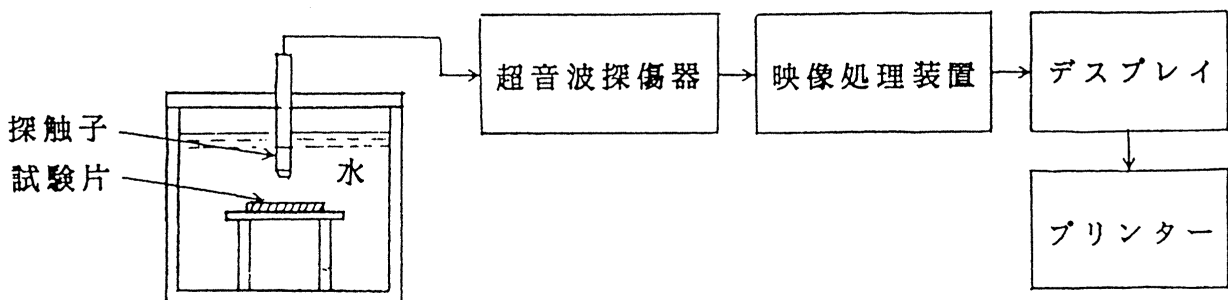 超音波探傷器
映像処理装置
デスプレイ
探触子
水
試験片
プリンター